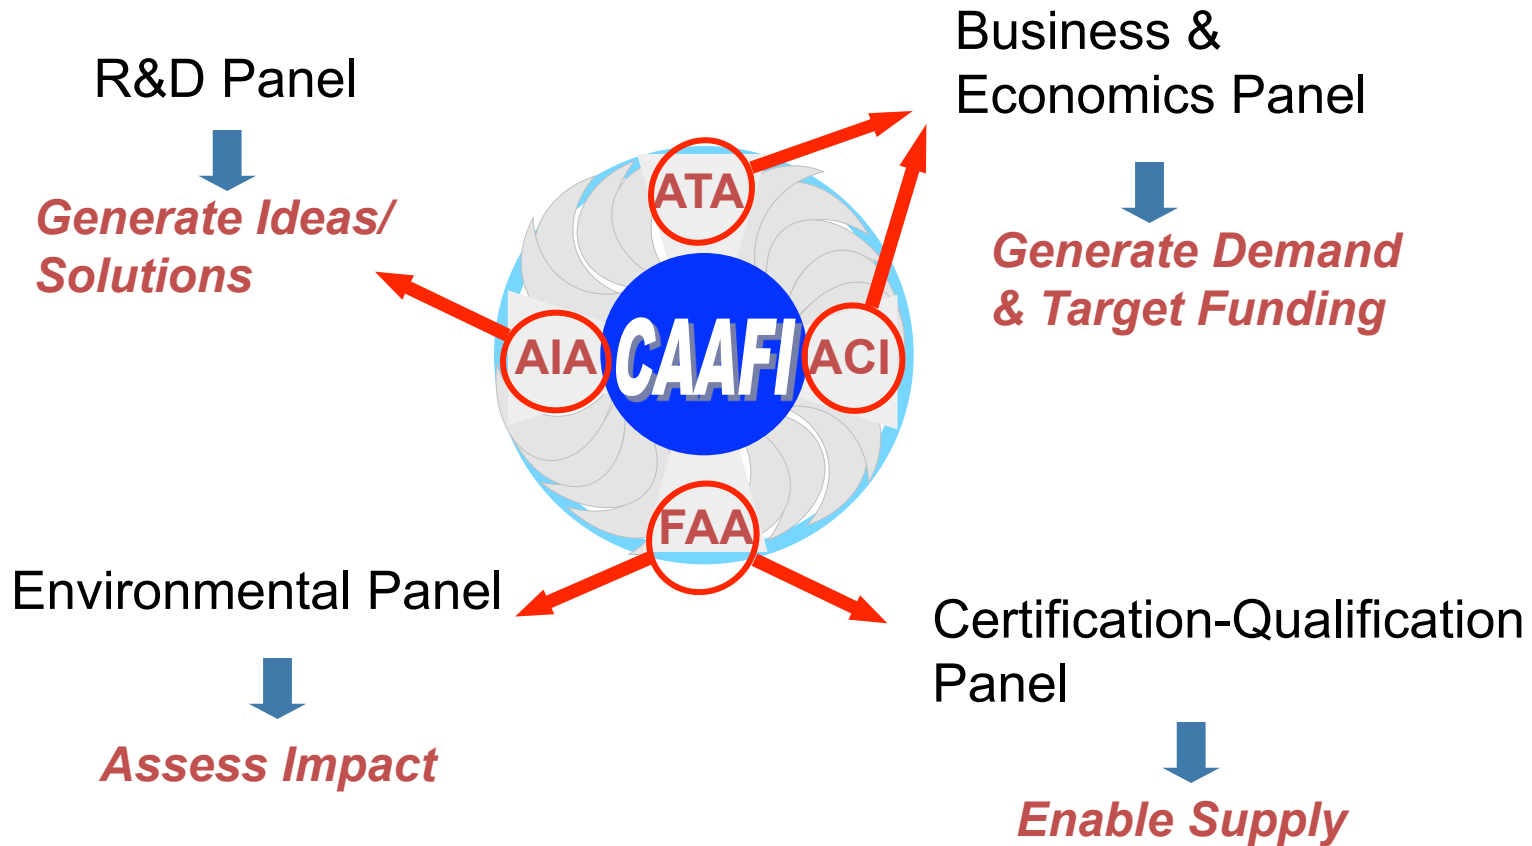 R&D Panel
Generate Ideas/
Solutions
Business &
Economics Panel
Generate Demand
& Target Funding
ATA
AIA
CAAFI
ACI
FAA
Environmental Panel
Assess Impact
Certification-Qualification
Panel
Enable Supply